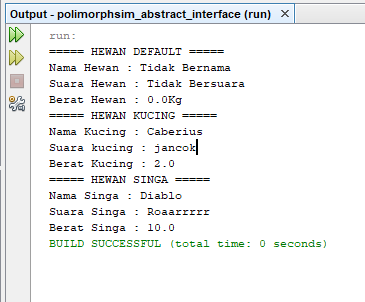 Output - polimorphsim_abstract_interface (run) ×
run:
===== HEWAN DEFAULT =====
Nama Hewan : Tidak Bernama
Suara Hewan : Tidak Bersuara
Berat Hewan : 0.0Kg
===== HEWAN KUCING =====
Nama Kucing : Caberius
Suara kucing : jancok
Berat Kucing : 2.0
===== HEWAN SINGA =====
Nama Singa : Diablo
Suara Singa : Roaarrrrr
Berat Singa : 10.0
BUILD SUCCESSFUL (total time: 0 seconds)